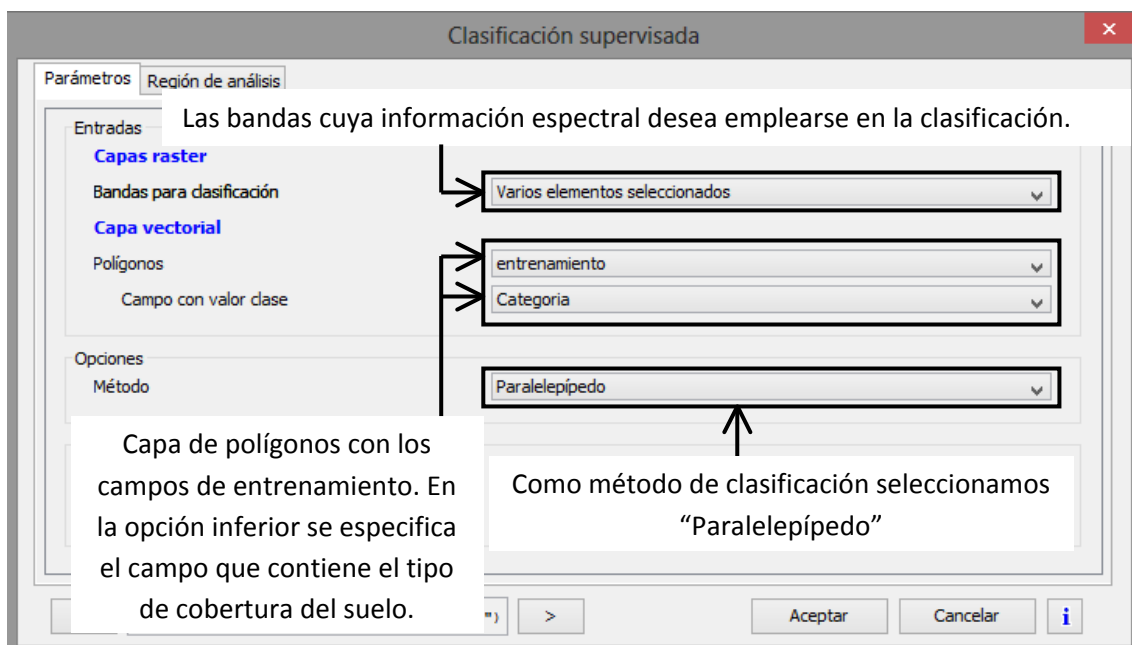 Clasificación supervisada
Parámetros
Región de análisis
Las bandas cuya información espectral desea emplearse en la clasificación.
Entradas
Capas raster
Bandas para clasificación
Varios elementos seleccionados
Capa vectorial
Polígonos
entrenamiento
Campo con valor clase
Categoria
Opciones
Método
Paralelepípedo
Capa de polígonos con los
campos de entrenamiento. En
la opción inferior se especifica
el campo que contiene el tipo
de cobertura del suelo.
Como método de clasificación seleccionamos
“Paralelepípedo”
")
>
Aceptar
Cancelar
i